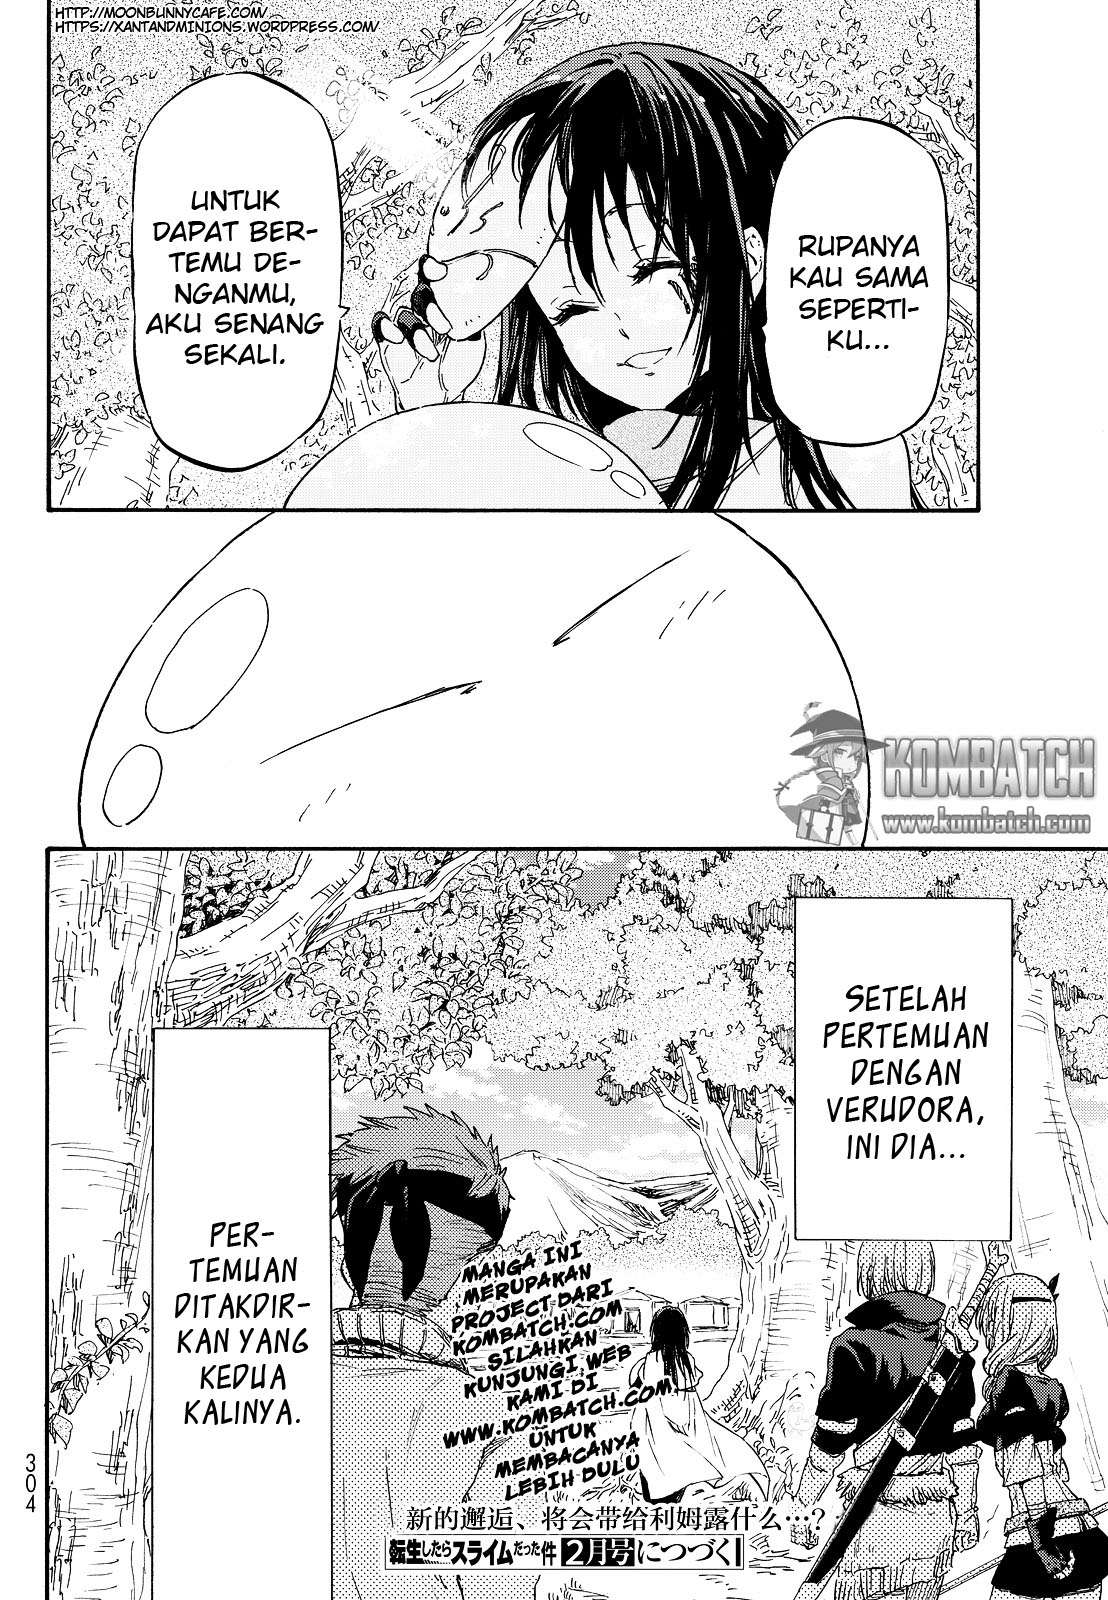 HTTP://MOONBUNNYCAFE.COM/
HTTPS://XANTANDMINIONS.WORDPRESS.COM/
RUPANYA
KAU SAMA
SEPERTI-
KU...
UNTUK
DAPAT BER-
TEMU DE-
NGANMU,
AKU SENANG
SEKALI.
KOMBATCH
www.kombatch.com
SETELAH
PERTEMUAN
DENGAN
VERUDORA,
INI DIA...
PER-
TEMUAN
DITAKDIR-
KAN YANG
KEDUA
KALINYA.
MANGA INI
MERUPAKAN
PROJECT DARI
KOMBATCH.COM
SILAHKAN
KUNJUNGI WEB
KAMI DI
WWW.KOMBATCH.COM
UNTUK
MEMBACANYA
LEBIH DULU
新的邂逅、将会带给利姆露什么…?
転生したらスライムだった件 2月号につづく
304